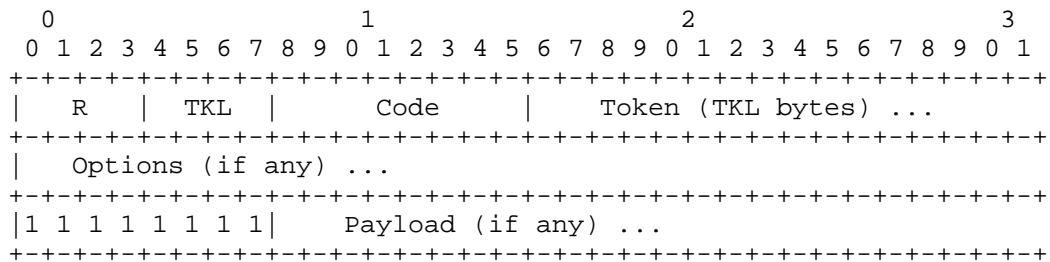 0                   1                   2                   3
 0 1 2 3 4 5 6 7 8 9 0 1 2 3 4 5 6 7 8 9 0 1 2 3 4 5 6 7 8 9 0 1
+-+-+-+-+-+-+-+-+-+-+-+-+-+-+-+-+-+-+-+-+-+-+-+-+-+-+-+-+-+-+-+-+
|   R   |  TKL  |      Code     |    Token (TKL bytes) ...
+-+-+-+-+-+-+-+-+-+-+-+-+-+-+-+-+-+-+-+-+-+-+-+-+-+-+-+-+-+-+-+-+
|   Options (if any) ...
+-+-+-+-+-+-+-+-+-+-+-+-+-+-+-+-+-+-+-+-+-+-+-+-+-+-+-+-+-+-+-+-+
|1 1 1 1 1 1 1 1|    Payload (if any) ...
+-+-+-+-+-+-+-+-+-+-+-+-+-+-+-+-+-+-+-+-+-+-+-+-+-+-+-+-+-+-+-+-+